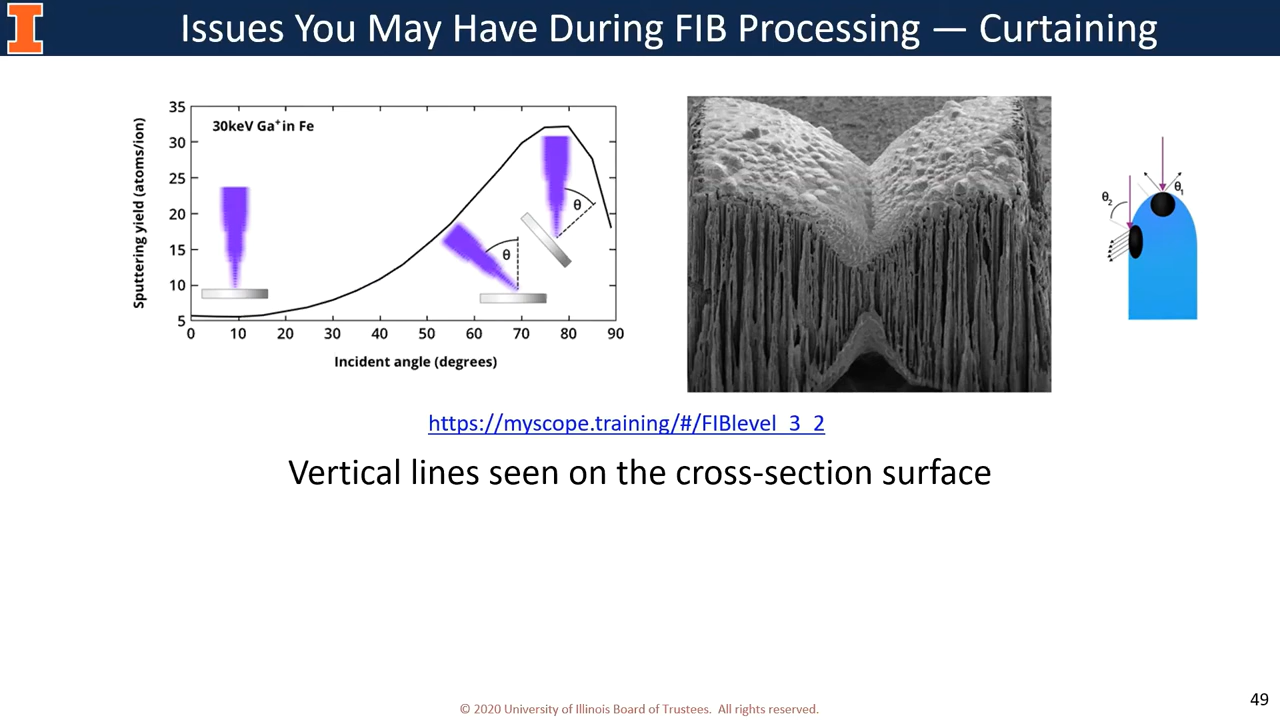 Issues You May Have During FIB Processing — Curtaining
35
30
25
20
15
10
5
Sputtering yield (atoms/ion)
30keV Ga⁺in Fe
θ
θ
0 10 20 30 40 50 60 70 80 90
Incident angle (degrees)
θ₁
θ₂
https://myscope.training/#/FIBlevel_3_2
Vertical lines seen on the cross-section surface
© 2020 University of Illinois Board of Trustees. All rights reserved.
49